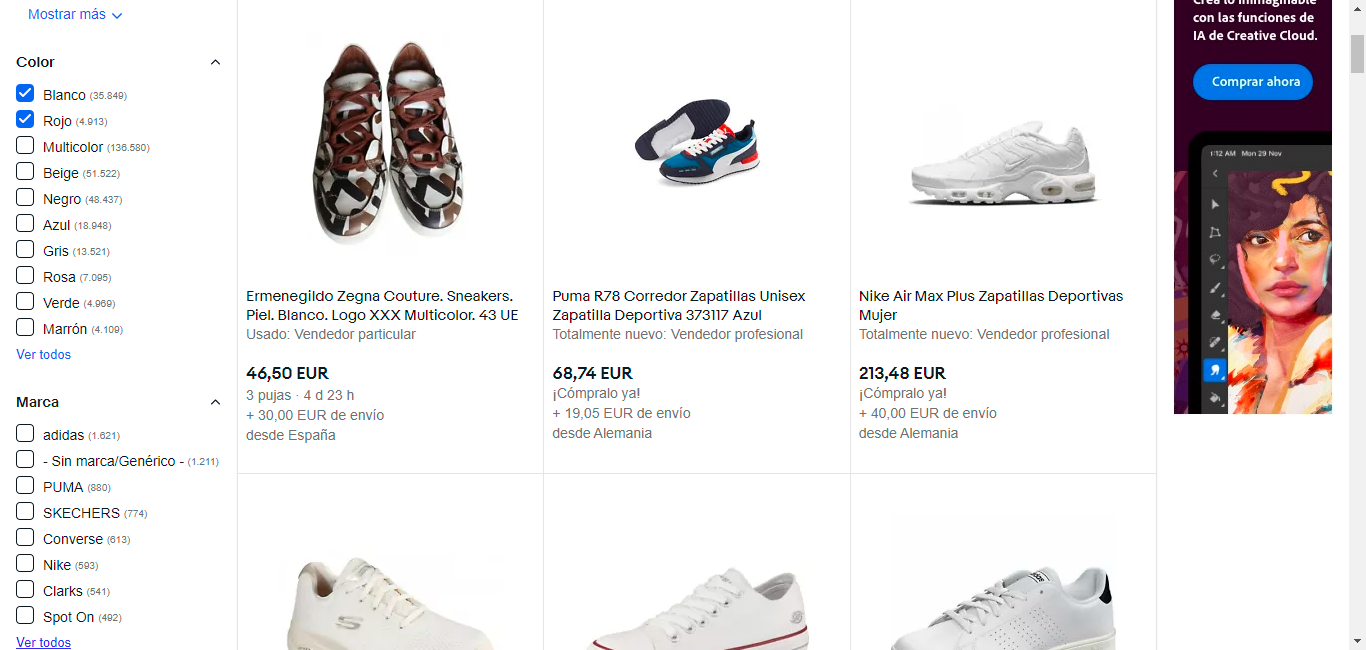 Mostrar más
Color
Blanco (35.849)
Rojo (4.913)
Multicolor (136.580)
Beige (51.522)
Negro (48.437)
Azul (18.948)
Gris (13.521)
Rosa (7.095)
Verde (4.969)
Marrón (4.109)
Ver todos
Marca
adidas (1.621)
- Sin marca/Genérico - (1.211)
PUMA (880)
SKECHERS (774)
Converse (613)
Nike (593)
Clarks (541)
Spot On (492)
Ver todos
Ermenegildo Zegna Couture. Sneakers.
Piel. Blanco. Logo XXX Multicolor. 43 UE
Usado: Vendedor particular
46,50 EUR
3 pujas · 4 d 23 h
+ 30,00 EUR de envío
desde España
Puma R78 Corredor Zapatillas Unisex
Zapatilla Deportiva 373117 Azul
Totalmente nuevo: Vendedor profesional
68,74 EUR
¡Cómpralo ya!
+ 19,05 EUR de envío
desde Alemania
Nike Air Max Plus Zapatillas Deportivas
Mujer
Totalmente nuevo: Vendedor profesional
213,48 EUR
¡Cómpralo ya!
+ 40,00 EUR de envío
desde Alemania
Crea lo inimaginable
con las funciones de
IA de Creative Cloud.
Comprar ahora
1:12 AM Mon 29 Nov